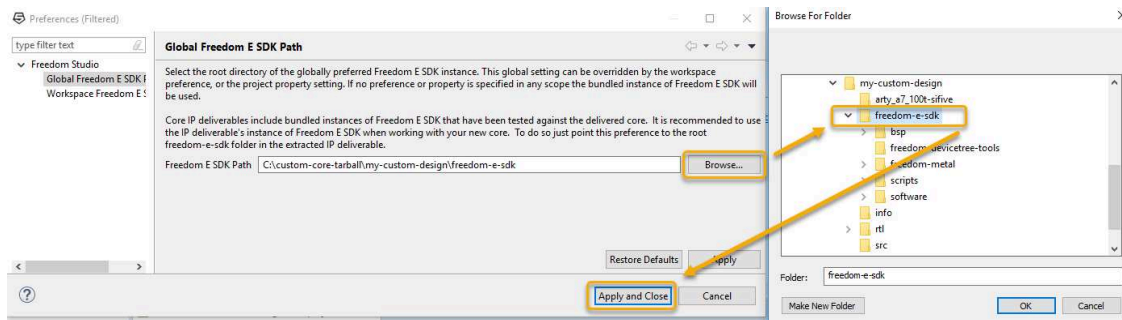 Preferences (Filtered)
type filter text
Freedom Studio
Global Freedom E SDK
Workspace Freedom E S
Global Freedom E SDK Path
Select the root directory of the globally preferred Freedom E SDK instance. This global setting can be overridden by the workspace
preference, or the project property setting. If no preference or property is specified in any scope the bundled instance of Freedom E SDK will
be used.
Core IP deliverables include bundled instances of Freedom E SDK that have been tested against the delivered core. It is recommended to use
the IP deliverable's instance of Freedom E SDK when working with your new core. To do so just point this preference to the root
freedom-e-sdk folder in the extracted IP deliverable.
Freedom E SDK Path C:\custom-core-tarball\my-custom-design\freedom-e-sdk Browse...
Restore Defaults Apply
Apply and Close Cancel
Browse For Folder
my-custom-design
arty_a7_100t-sifive
freedom-e-sdk
bsp
freedom-devicetree-tools
freedom-metal
scripts
software
info
rtl
src
Folder: freedom-e-sdk
Make New Folder OK Cancel